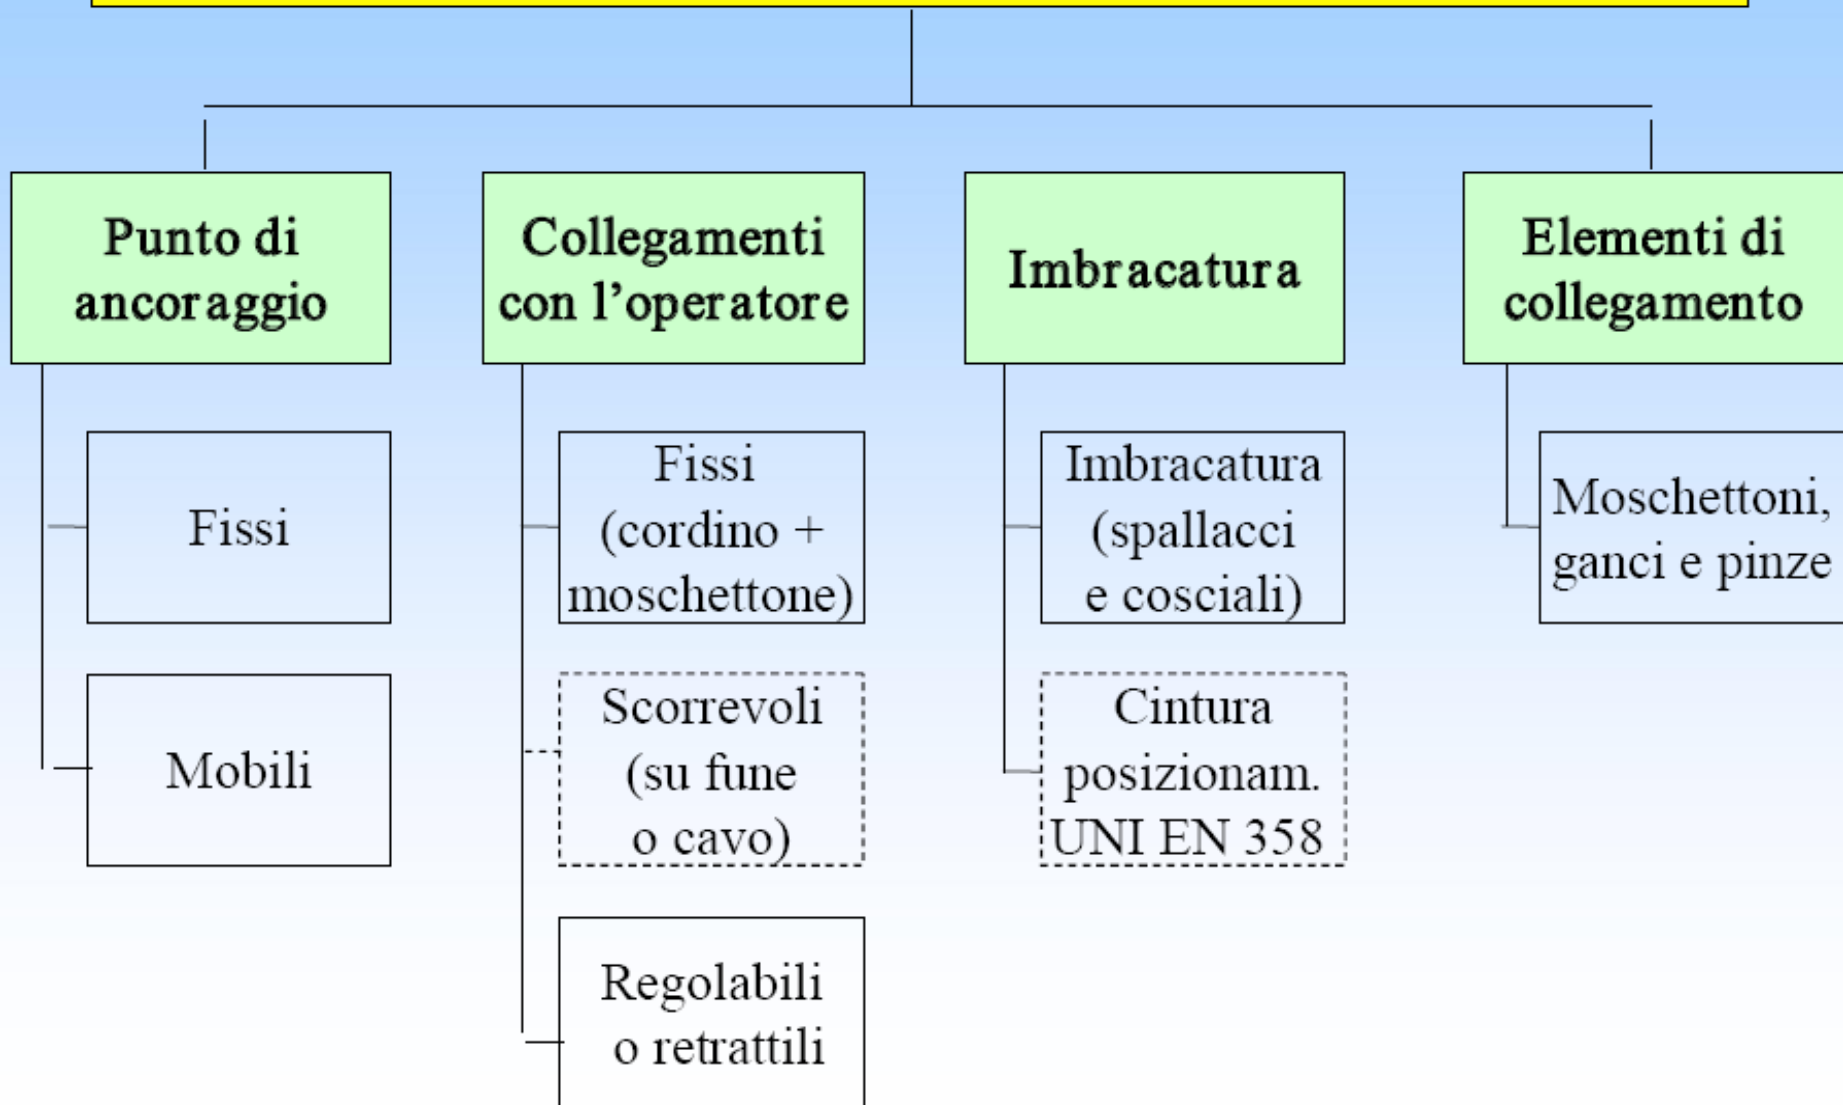 Punto di
ancoraggio
Collegamenti
con l’operatore
Imbracatura
Elementi di
collegamento
Fissi
Mobili
Fissi
(cordino +
moschettone)
Scorrevoli
(su fune
o cavo)
Regolabili
o retrattili
Imbracatura
(spallacci
e cosciali)
Cintura
posizionam.
UNI EN 358
Moschettoni,
ganci e pinze